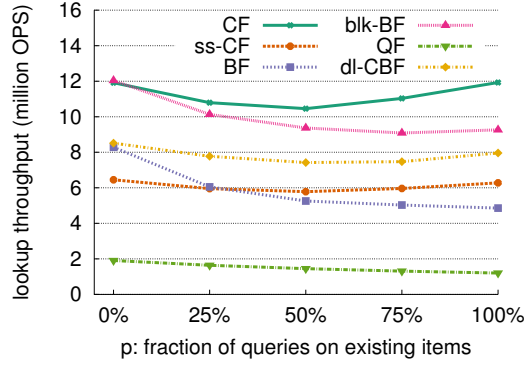 lookup throughput (million OPS)
16
14
12
10
8
6
4
2
0
CF
ss-CF
BF
blk-BF
QF
dl-CBF
0% 25% 50% 75% 100%
p: fraction of queries on existing items